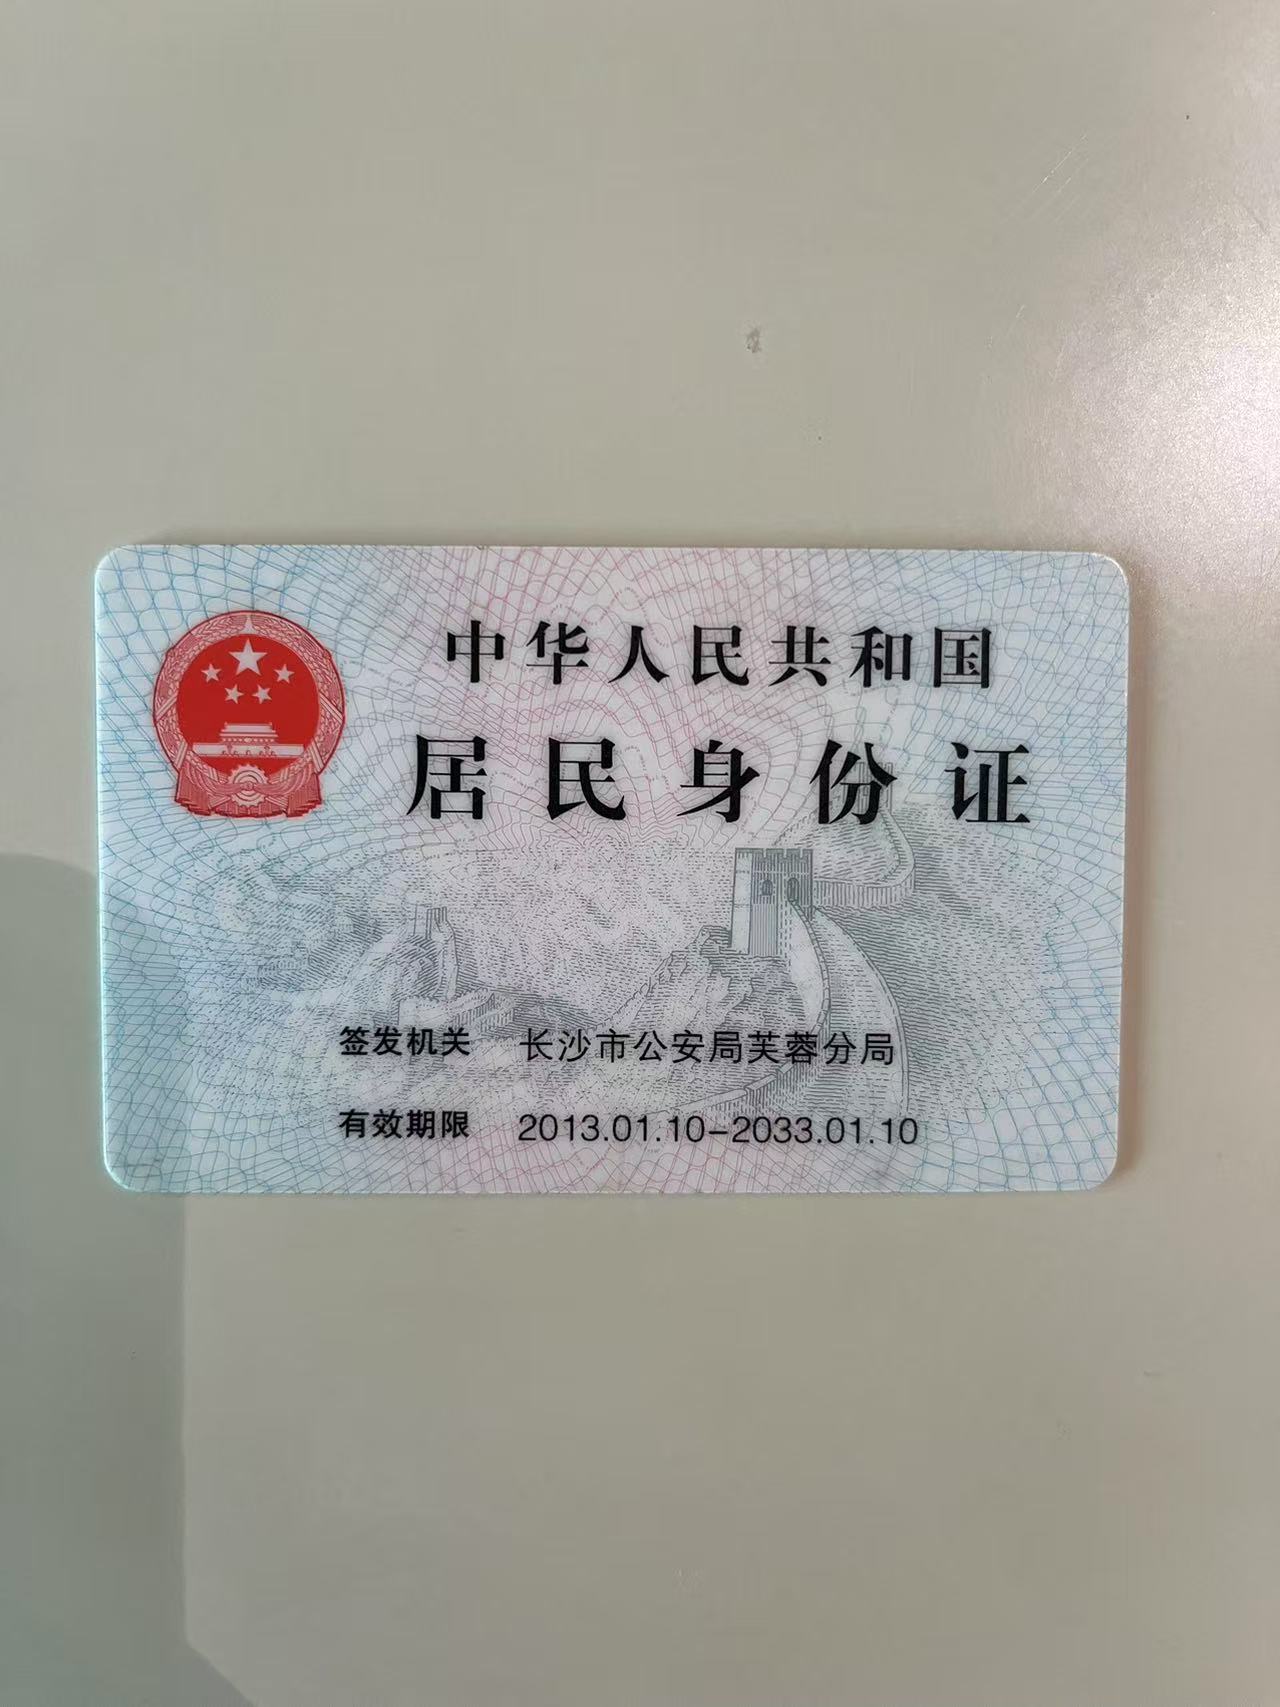 中华人民共和国
居民身份证
签发机关 长沙市公安局芙蓉分局
有效期限 2013.01.10-2033.01.10